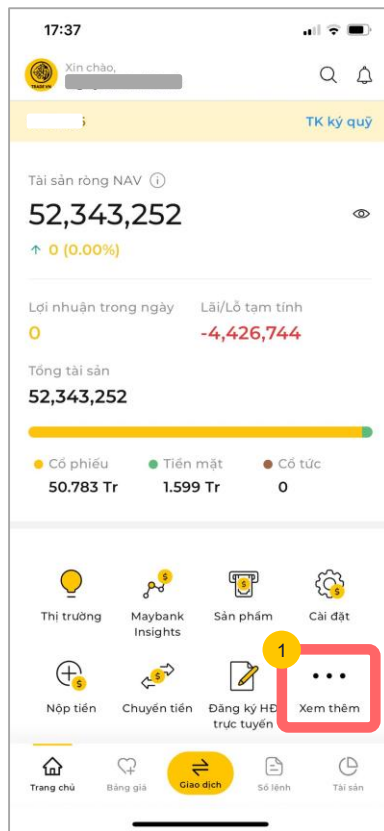 17:37
Xin chào,
TRADE VN
TK ký quỹ
Tài sản ròng NAV
52,343,252
↑ 0 (0.00%)
Lợi nhuận trong ngày Lãi/Lỗ tạm tính
0 -4,426,744
Tổng tài sản
52,343,252
Cổ phiếu Tiền mặt Cổ tức
50.783 Tr 1.599 Tr 0
Thị trường Maybank Insights Sản phẩm Cài đặt
1
Nộp tiền Chuyển tiền Đăng ký HĐ trực tuyến Xem thêm
Trang chủ Bảng giá Giao dịch Sổ lệnh Tài sản